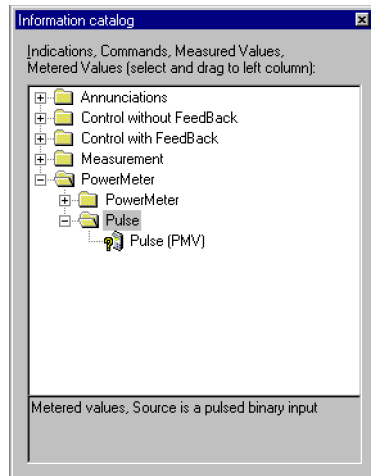 Information catalog
Indications, Commands, Measured Values,
Metered Values (select and drag to left column):
Annunciations
Control without FeedBack
Control with FeedBack
Measurement
PowerMeter
PowerMeter
Pulse
Pulse (PMV)
Metered values, Source is a pulsed binary input